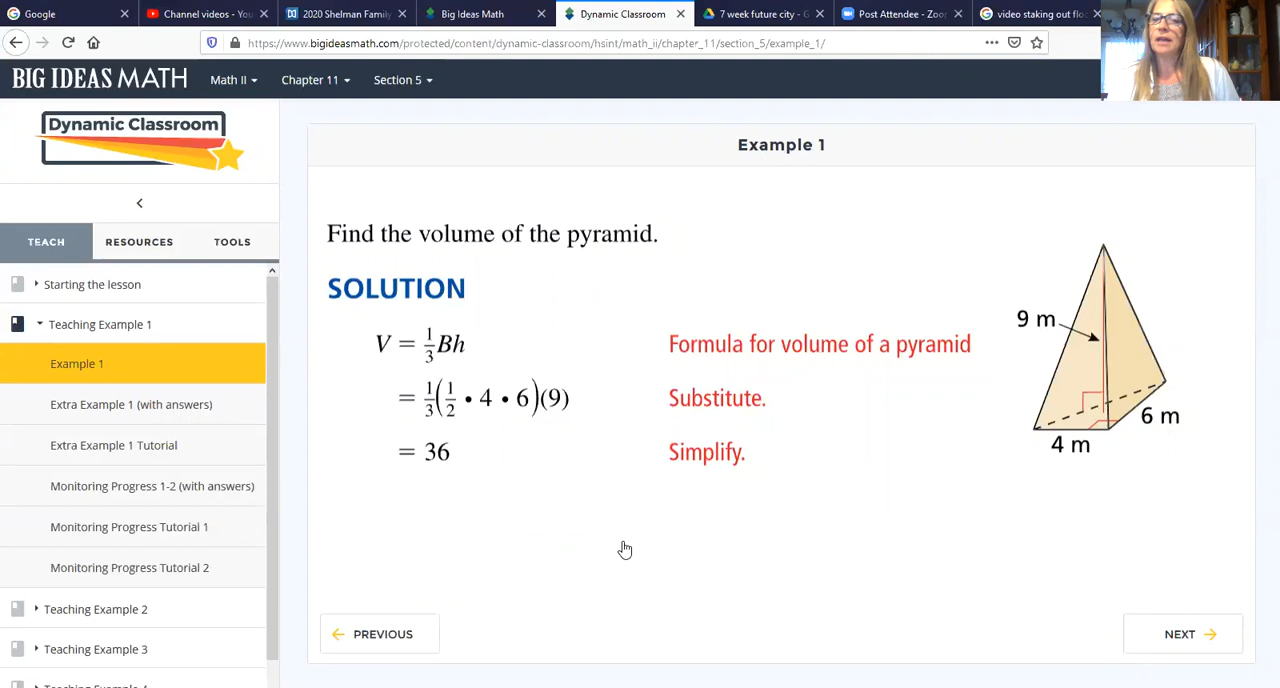 Google
Channel videos - You
2020 Shelman Family
Big Ideas Math
Dynamic Classroom
7 week future city - G
Post Attendee - Zoo
video staking out flo
https://www.bigideasmath.com/protected/content/dynamic-classroom/hsint/math_ii/chapter_11/section_5/example_1/
BIG IDEAS MATH
Math II
Chapter 11
Section 5
Dynamic Classroom
Example 1
TEACH
RESOURCES
TOOLS
Starting the lesson
Teaching Example 1
Example 1
Extra Example 1 (with answers)
Extra Example 1 Tutorial
Monitoring Progress 1-2 (with answers)
Monitoring Progress Tutorial 1
Monitoring Progress Tutorial 2
Teaching Example 2
Teaching Example 3
Find the volume of the pyramid.
SOLUTION
V = 1/3 Bh Formula for volume of a pyramid
= 1/3(1/2 • 4 • 6)(9) Substitute.
= 36 Simplify.
9 m
6 m
4 m
PREVIOUS
NEXT